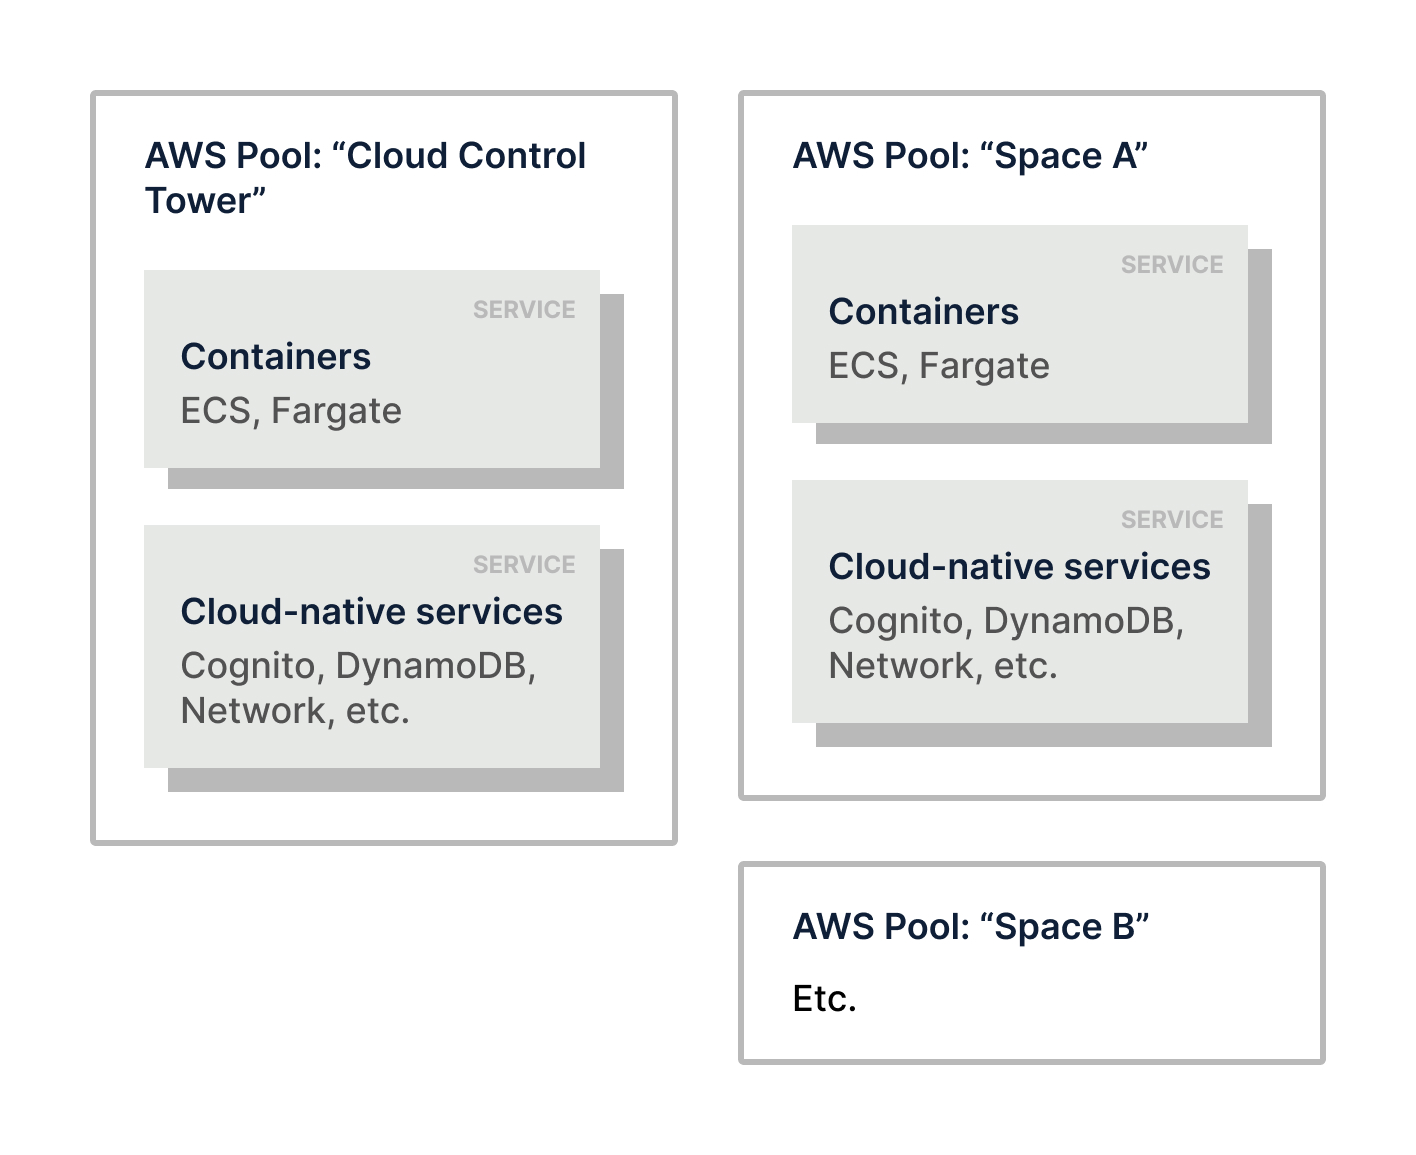 AWS Pool: “Cloud Control
Tower”
SERVICE
Containers
ECS, Fargate
SERVICE
Cloud-native services
Cognito, DynamoDB,
Network, etc.
AWS Pool: “Space A”
SERVICE
Containers
ECS, Fargate
SERVICE
Cloud-native services
Cognito, DynamoDB,
Network, etc.
AWS Pool: “Space B”
Etc.